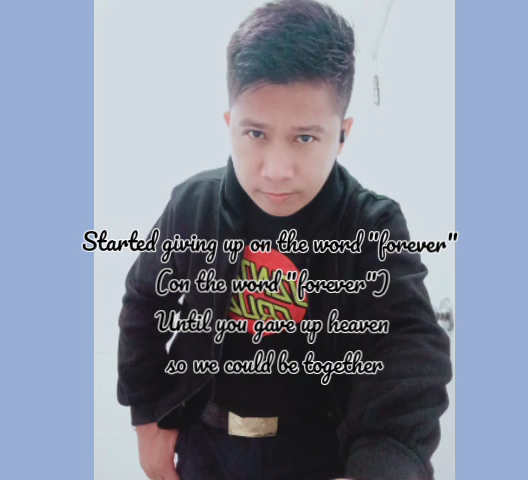 Started giving up on the word "forever"
(on the word "forever")
Until you gave up heaven
so we could be together